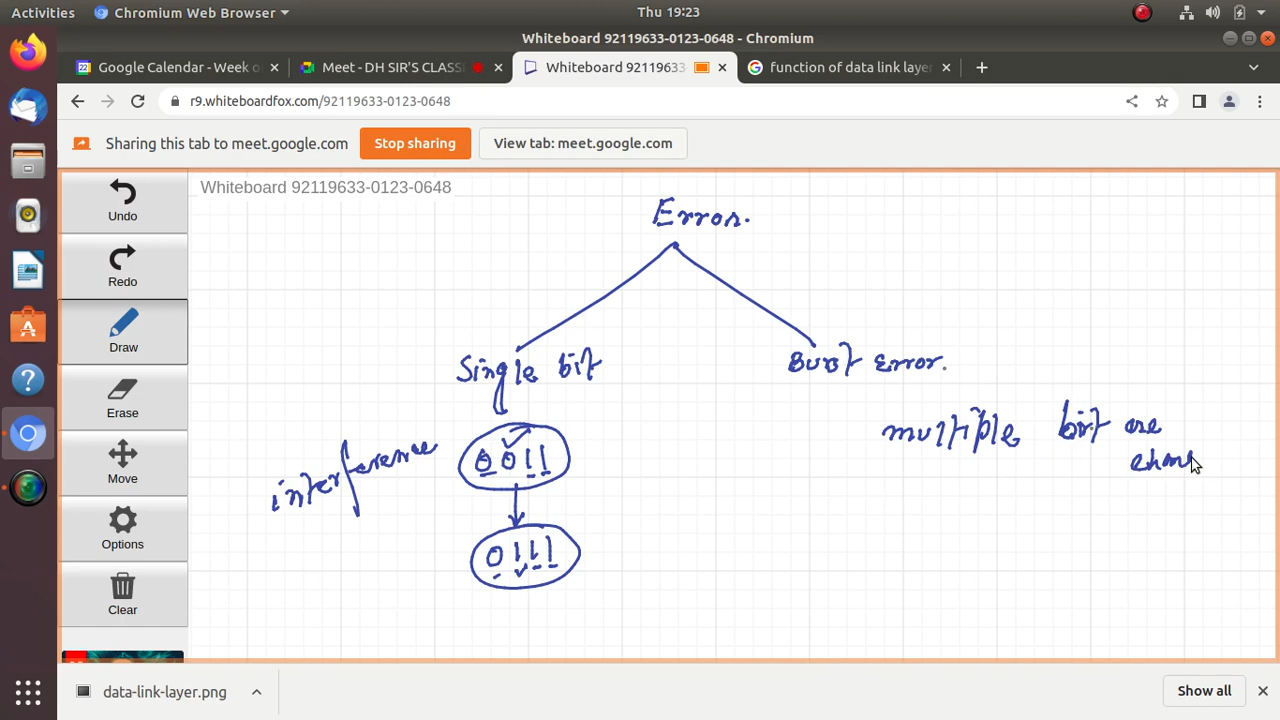 Activities
Chromium Web Browser
Thu 19:23
Whiteboard 92119633-0123-0648 - Chromium
22 Google Calendar - Week o
Meet - DH SIR'S CLASS
Whiteboard 92119633
function of data link layer
r9.whiteboardfox.com/92119633-0123-0648
Sharing this tab to meet.google.com
Stop sharing
View tab: meet.google.com
Whiteboard 92119633-0123-0648
Undo
Redo
Draw
Erase
Move
Options
Clear
Error.
Single bit
Burst Error.
interference
0011
0111
multiple bit are
data-link-layer.png
Show all